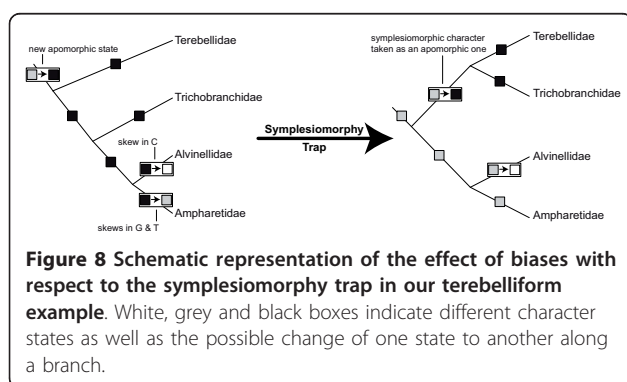 new apomorphic state
Terebellidae
Trichobranchidae
skew in C
Alvinellidae
Ampharetidae
skews in G & T
Symplesiomorphy
Trap
symplesiomorphic character
taken as an apomorphic one
Terebellidae
Trichobranchidae
Alvinellidae
Ampharetidae
Figure 8 Schematic representation of the effect of biases with
respect to the symplesiomorphy trap in our terebelliform
example. White, grey and black boxes indicate different character
states as well as the possible change of one state to another along
a branch.